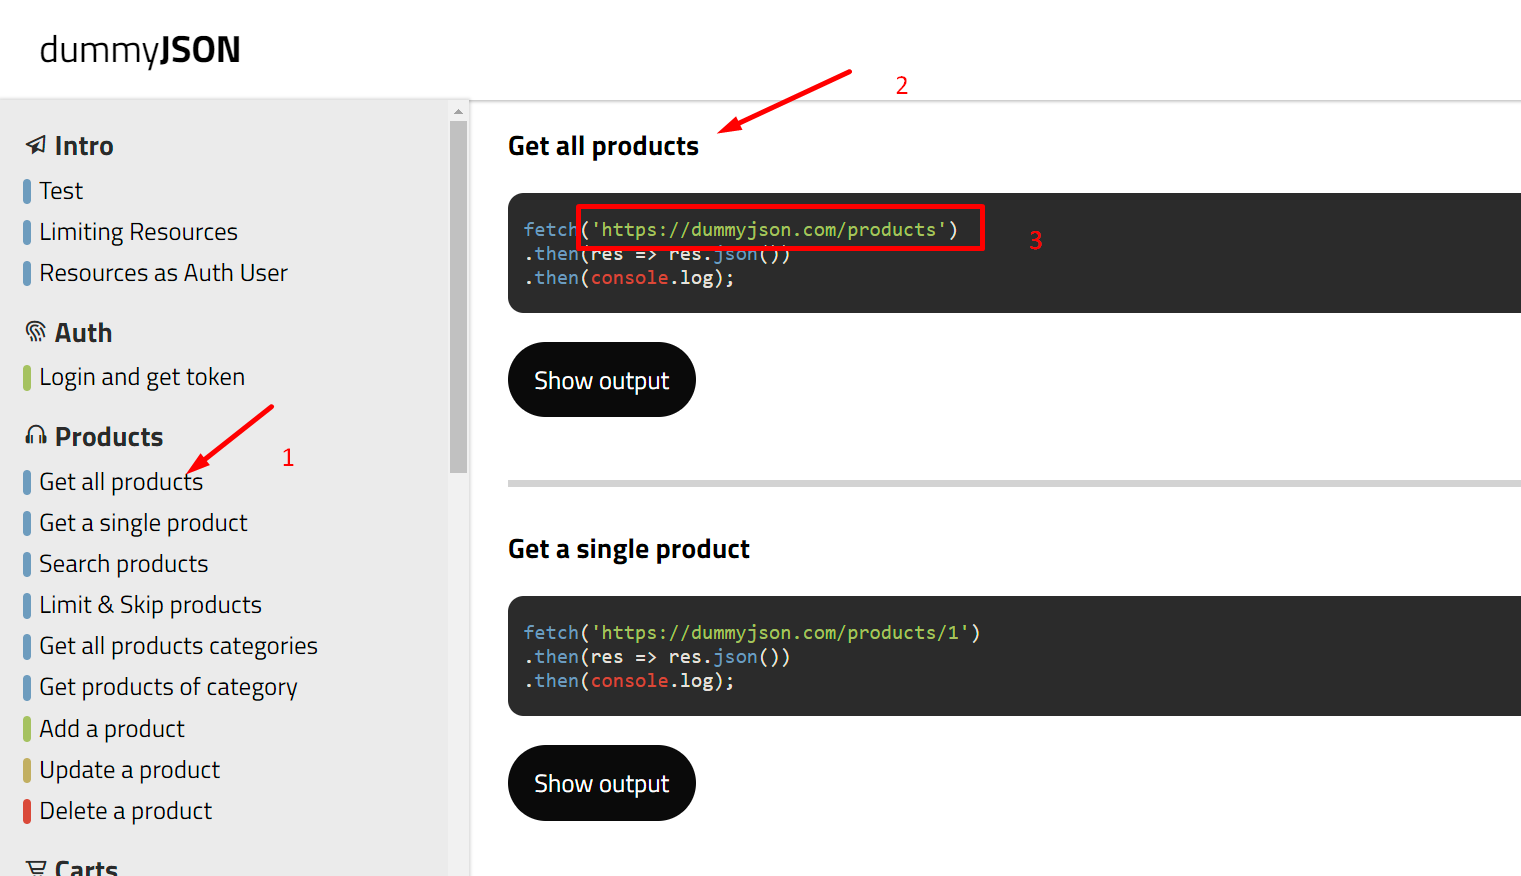 dummyJSON
Intro
Test
Limiting Resources
Resources as Auth User
Auth
Login and get token
Products
1
Get all products
Get a single product
Search products
Limit & Skip products
Get all products categories
Get products of category
Add a product
Update a product
Delete a product
Carts
2
Get all products
fetch('https://dummyjson.com/products')
3
.then(res => res.json())
.then(console.log);
Show output
Get a single product
fetch('https://dummyjson.com/products/1')
.then(res => res.json())
.then(console.log);
Show output